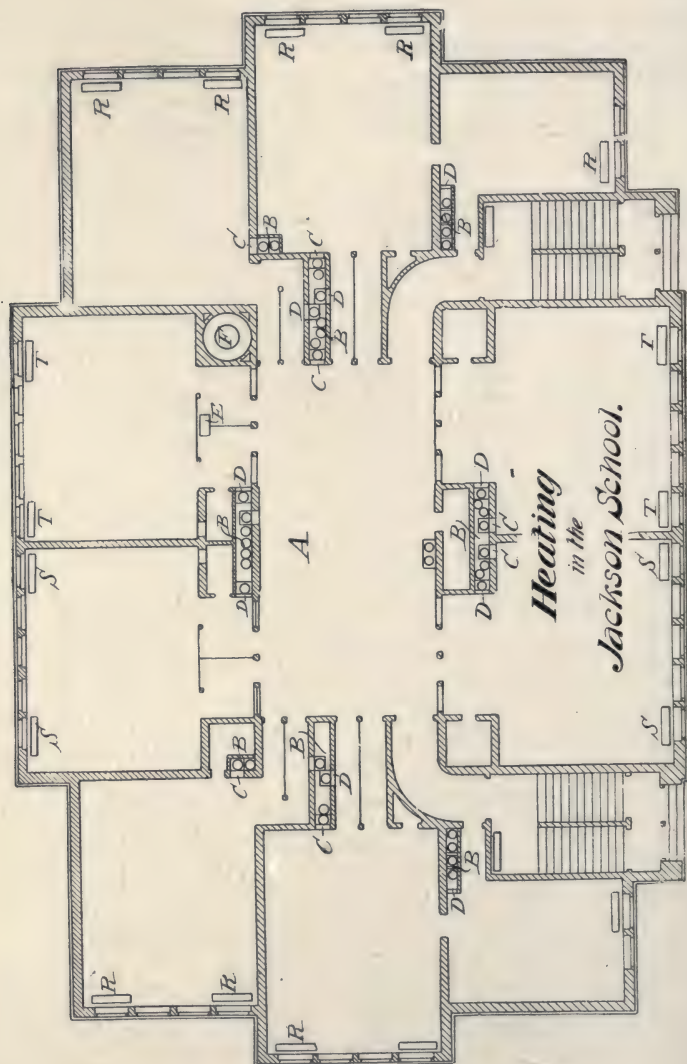 S S T T
R R
E
R F R
C B D B D C'
B
R B D R
A
C C C'
D B D
R
D D
B B B
D D
C' C'
Heating
in the
R
Jackson School.
S S T T